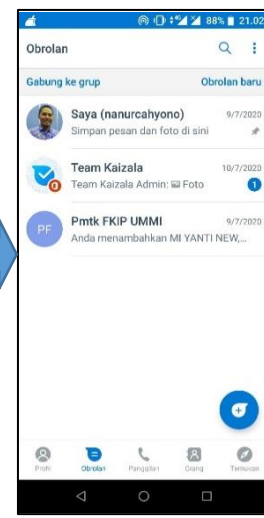 88% 21.02
Obrolan
Gabung ke grup Obrolan baru
Saya (nanurcahyono) 9/7/2020
Simpan pesan dan foto di sini
Team Kaizala 10/7/2020
Team Kaizala Admin: Foto 1
PF
Pmtk FKIP UMMI 9/7/2020
Anda menambahkan MI YANTI NEW,...
Profil Obrolan Panggilan Orang Temukan